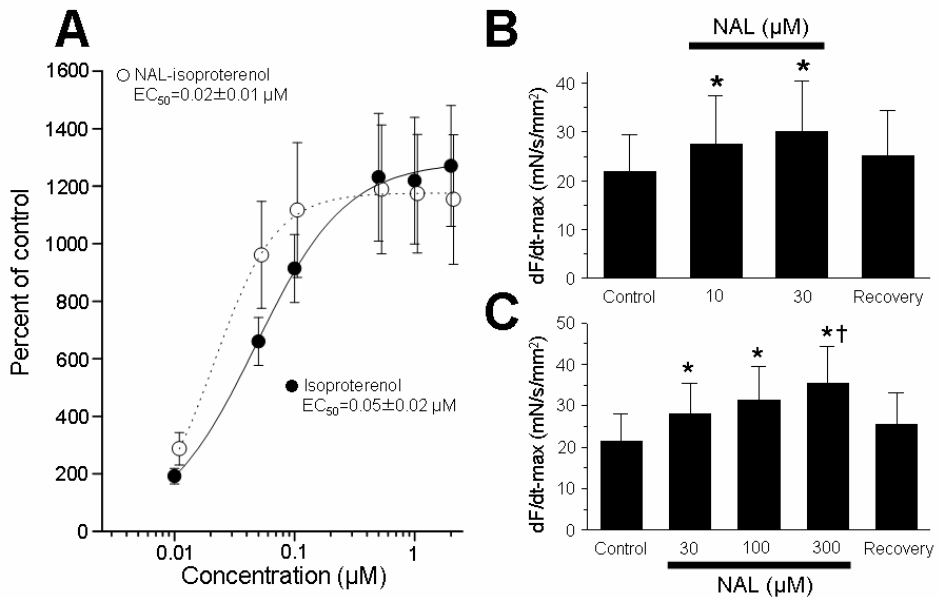 A
Percent of control
1600
1400
1200
1000
800
600
400
200
0
○ NAL-isoproterenol
EC50=0.02±0.01 µM
● Isoproterenol
EC50=0.05±0.02 µM
0.01 0.1 1
Concentration (µM)
B
NAL (µM)
dF/dt-max (mN/s/mm²)
40
30
20
10
0
* *
Control 10 30 Recovery
C
dF/dt-max (mN/s/mm²)
50
40
30
20
10
0
* * *†
Control 30 100 300 Recovery
NAL (µM)